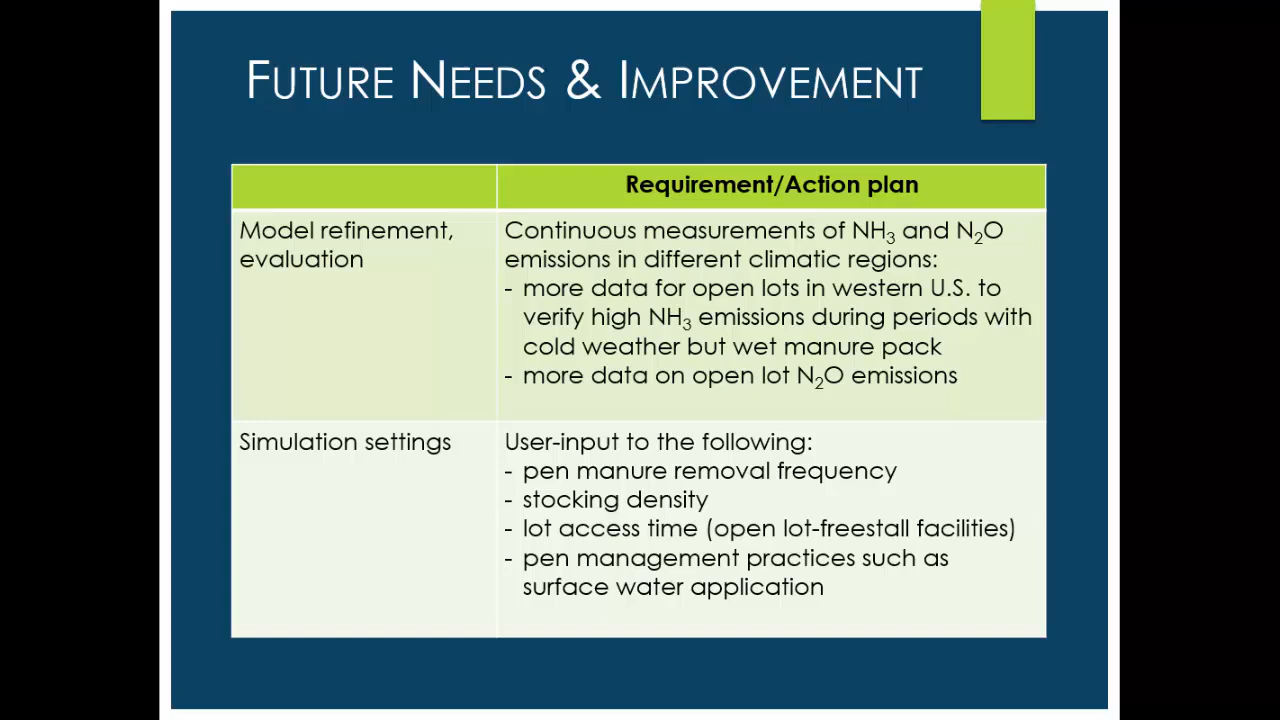 FUTURE NEEDS & IMPROVEMENT
Requirement/Action plan
Model refinement,
evaluation
Continuous measurements of NH₃ and N₂O
emissions in different climatic regions:
- more data for open lots in western U.S. to
verify high NH₃ emissions during periods with
cold weather but wet manure pack
- more data on open lot N₂O emissions
Simulation settings
User-input to the following:
- pen manure removal frequency
- stocking density
- lot access time (open lot-freestall facilities)
- pen management practices such as
surface water application